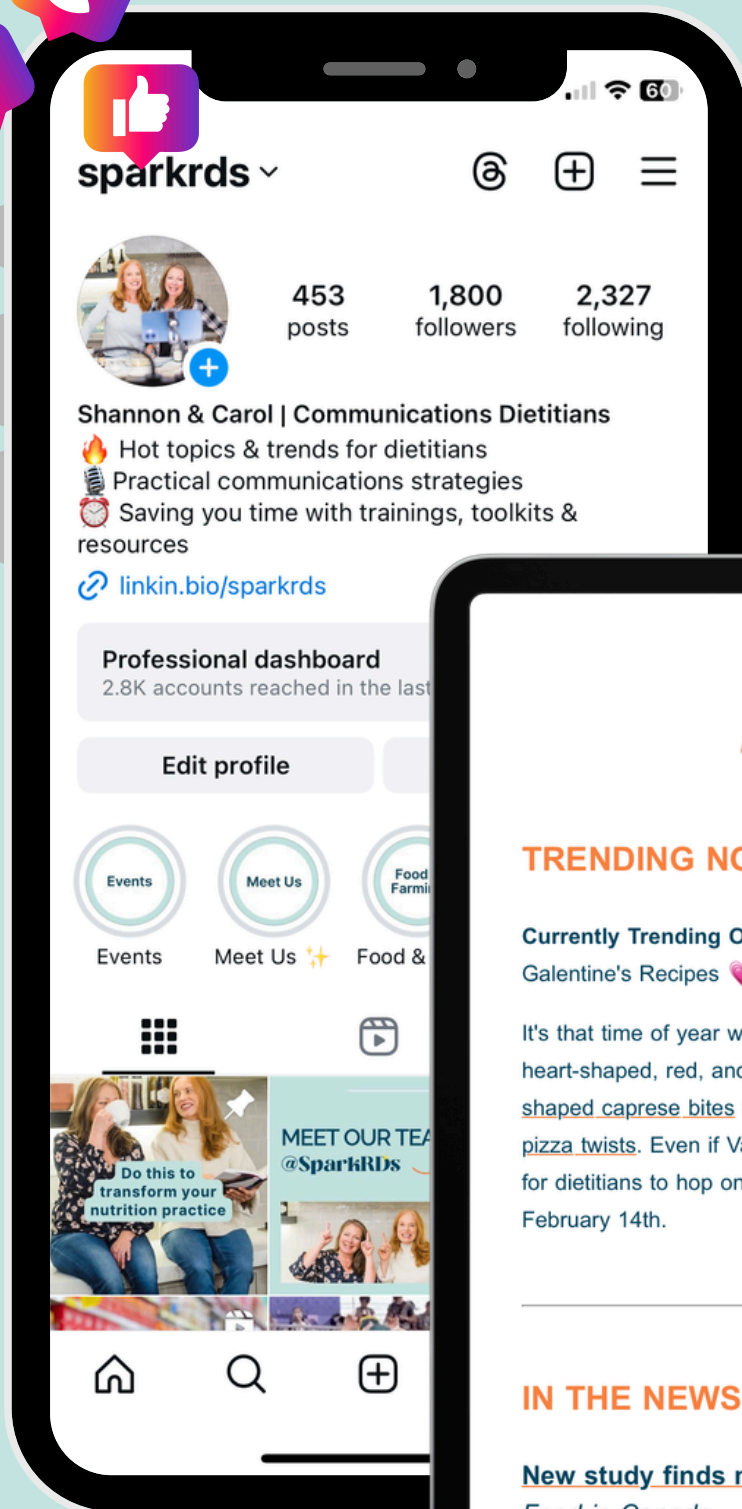 60
sparkrds
453
1,800
2,327
posts
followers
following
Shannon & Carol | Communications Dietitians
🔥 Hot topics & trends for dietitians
🎙️ Practical communications strategies
⏰ Saving you time with trainings, toolkits &
resources
linkin.bio/sparkrds
Professional dashboard
2.8K accounts reached in the last
Edit profile
Events
Meet Us
Food
Events
Meet Us ✨
Food &
Do this to
transform your
nutrition practice
MEET OUR
@SparkRDs
TRENDING
Currently Trending
Galentine's Recipes
It's that time of year
heart-shaped, red,
shaped caprese bites
pizza twists. Even if
for dietitians to hop on
February 14th.
IN THE NEWS
New study finds